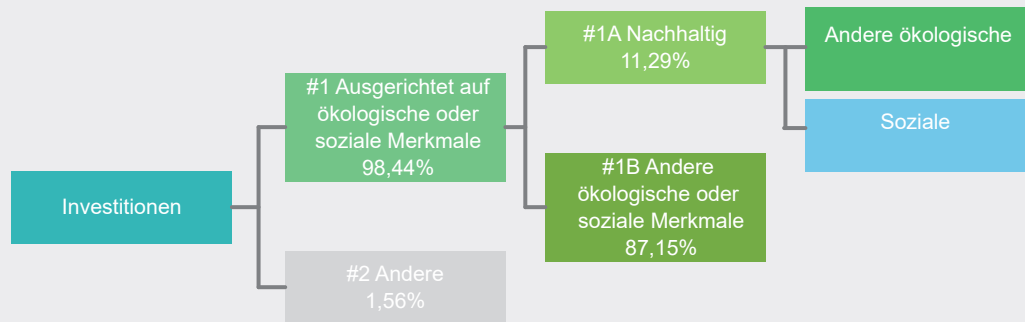 Investitionen
#1 Ausgerichtet auf
ökologische oder
soziale Merkmale
98,44%
#2 Andere
1,56%
#1A Nachhaltig
11,29%
#1B Andere
ökologische oder
soziale Merkmale
87,15%
Andere ökologische
Soziale